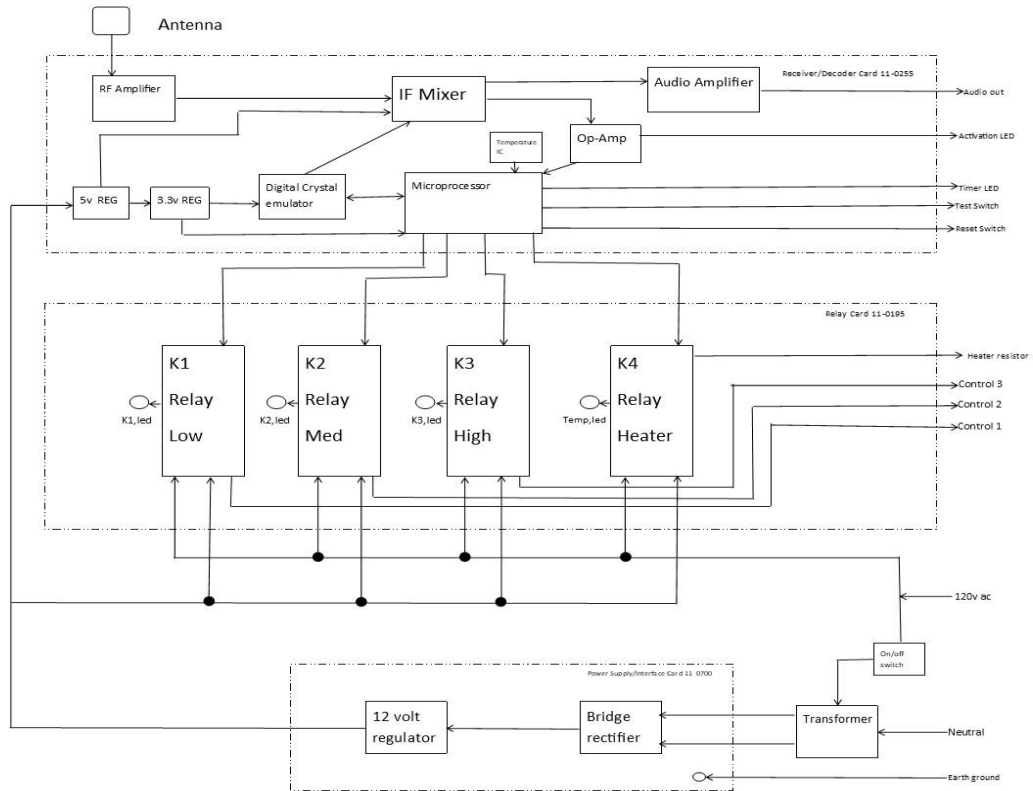 Antenna
Receiver/Decoder Card 11-0255
RF Amplifier
IF Mixer
Audio Amplifier
Audio out
Temperature
IC
Op-Amp
Activation LED
5v REG
3.3v REG
Digital Crystal
emulator
Microprocessor
Timer LED
Test Switch
Reset Switch
Relay Card 11-0195
K1
Relay
Low
K1,led
K2
Relay
Med
K2,led
K3
Relay
High
K3,led
K4
Relay
Heater
Temp,led
Heater resistor
Control 3
Control 2
Control 1
120v ac
On/off
switch
Power Supply/Interface Card 11-0700
12 volt
regulator
Bridge
rectifier
Transformer
Neutral
Earth ground